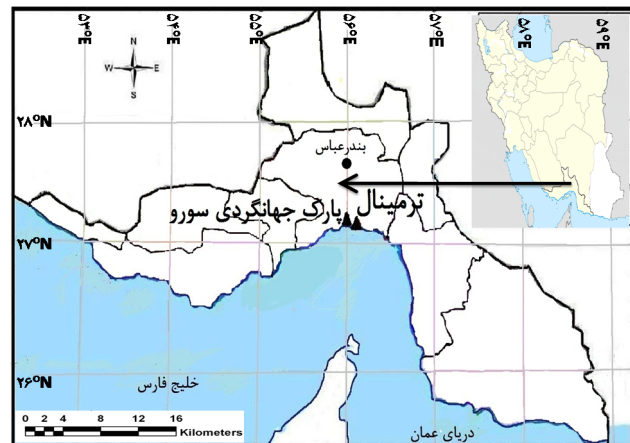 ۵۳°E ۵۴°E ۵۵°E ۵۶°E ۵۷°E ۵۸°E ۵۹°E
N
W E
S
۲۸°N
بندرعباس
ترمینال
پارک جهانگردی سورو
۲۷°N
۲۶°N
خلیج فارس
دریای عمان
0 2 4 8 12 16
Kilometers